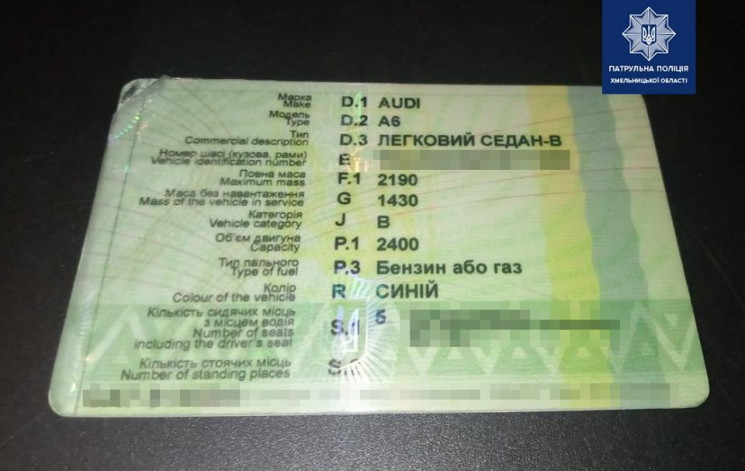 ПАТРУЛЬНА ПОЛІЦІЯ
ХМЕЛЬНИЦЬКОЇ ОБЛАСТІ
Марка
Make D.1 AUDI
Модель
Type D.2 A6
Тип
Commercial description D.3 ЛЕГКОВИЙ СЕДАН-B
Номер шасі (кузова, рами)
Vehicle identification number E
Повна маса
Maximum mass F.1 2190
Маса без навантаження
Mass of the vehicle in service G 1430
Категорія
Vehicle category J B
Об'єм двигуна
Capacity P.1 2400
Тип пального
Type of fuel P.3 Бензин або газ
Колір
Colour of the vehicle R СИНІЙ
Кількість сидячих місць
з місцем водія S.1 5
Number of seats
including the driver's seat
Кількість стоячих місць
Number of standing places